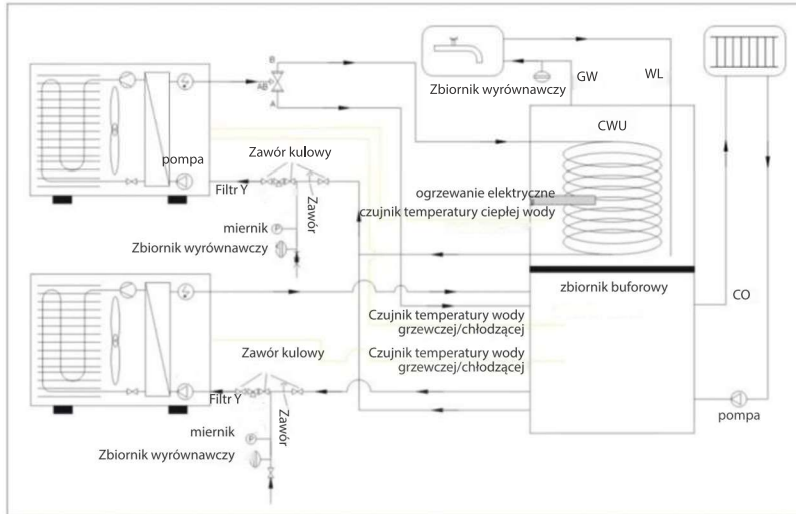 B
AB
A
GW
WL
Zbiornik wyrównawczy
CWU
pompa
Zawór kulowy
Filtr Y
Zawór
ogrzewanie elektryczne
czujnik temperatury ciepłej wody
miernik
P
Zbiornik wyrównawczy
zbiornik buforowy
CO
Czujnik temperatury wody
grzewczej/chłodzącej
Zawór kulowy
Czujnik temperatury wody
grzewczej/chłodzącej
Filtr Y
Zawór
pompa
miernik
P
Zbiornik wyrównawczy